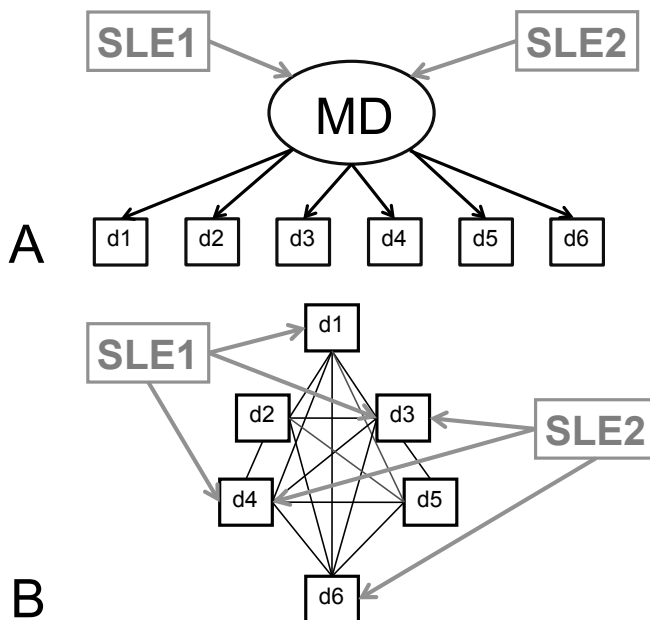 SLE1 SLE2
MD
d1 d2 d3 d4 d5 d6
A
d1
SLE1
d2 d3
SLE2
d4 d5
d6
B